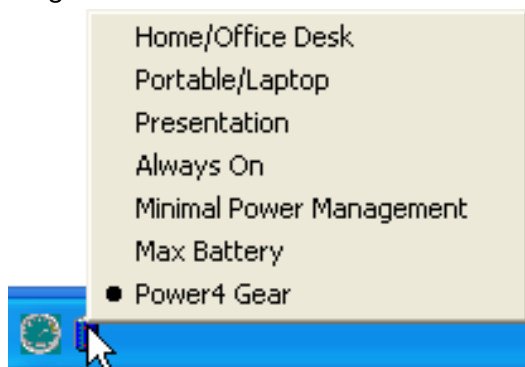 Home/Office Desk
Portable/Laptop
Presentation
Always On
Minimal Power Management
Max Battery
Power4 Gear